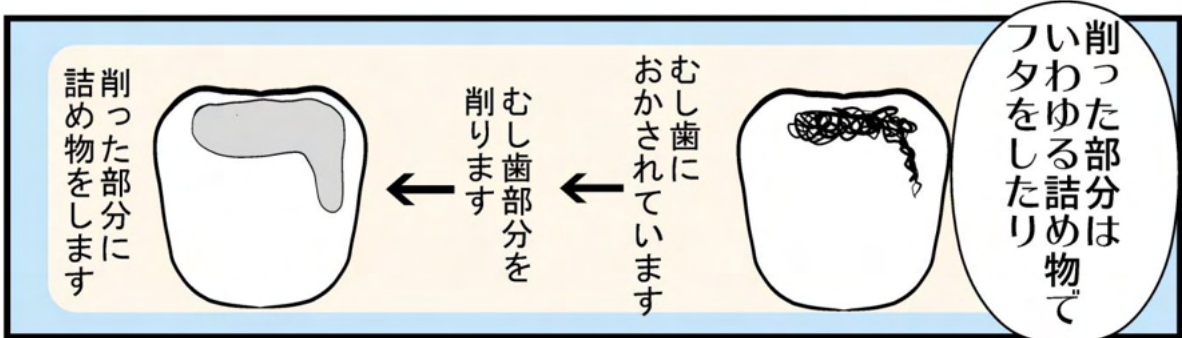 削った部分は
いわゆる詰め物で
フタをしたり
むし歯に
おかされています
むし歯部分を
削ります
削った部分に
詰め物をします